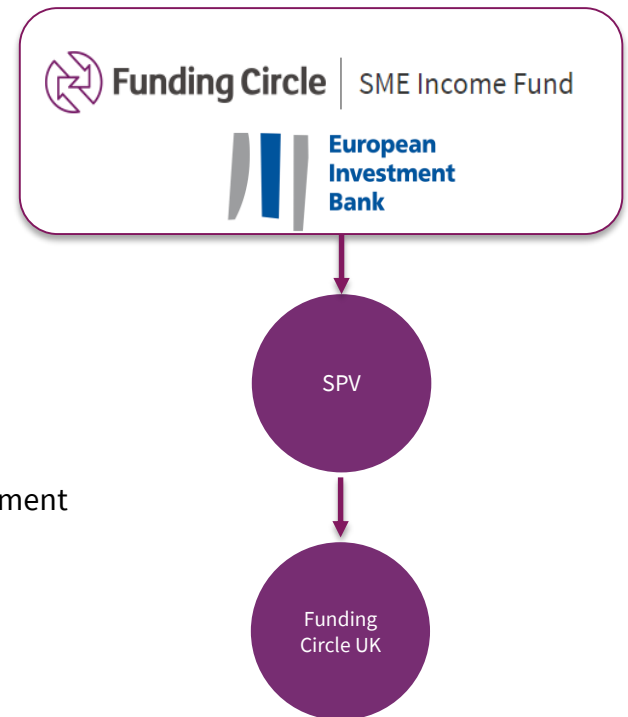 Funding Circle | SME Income Fund
European
Investment
Bank
SPV
ment
Funding
Circle UK